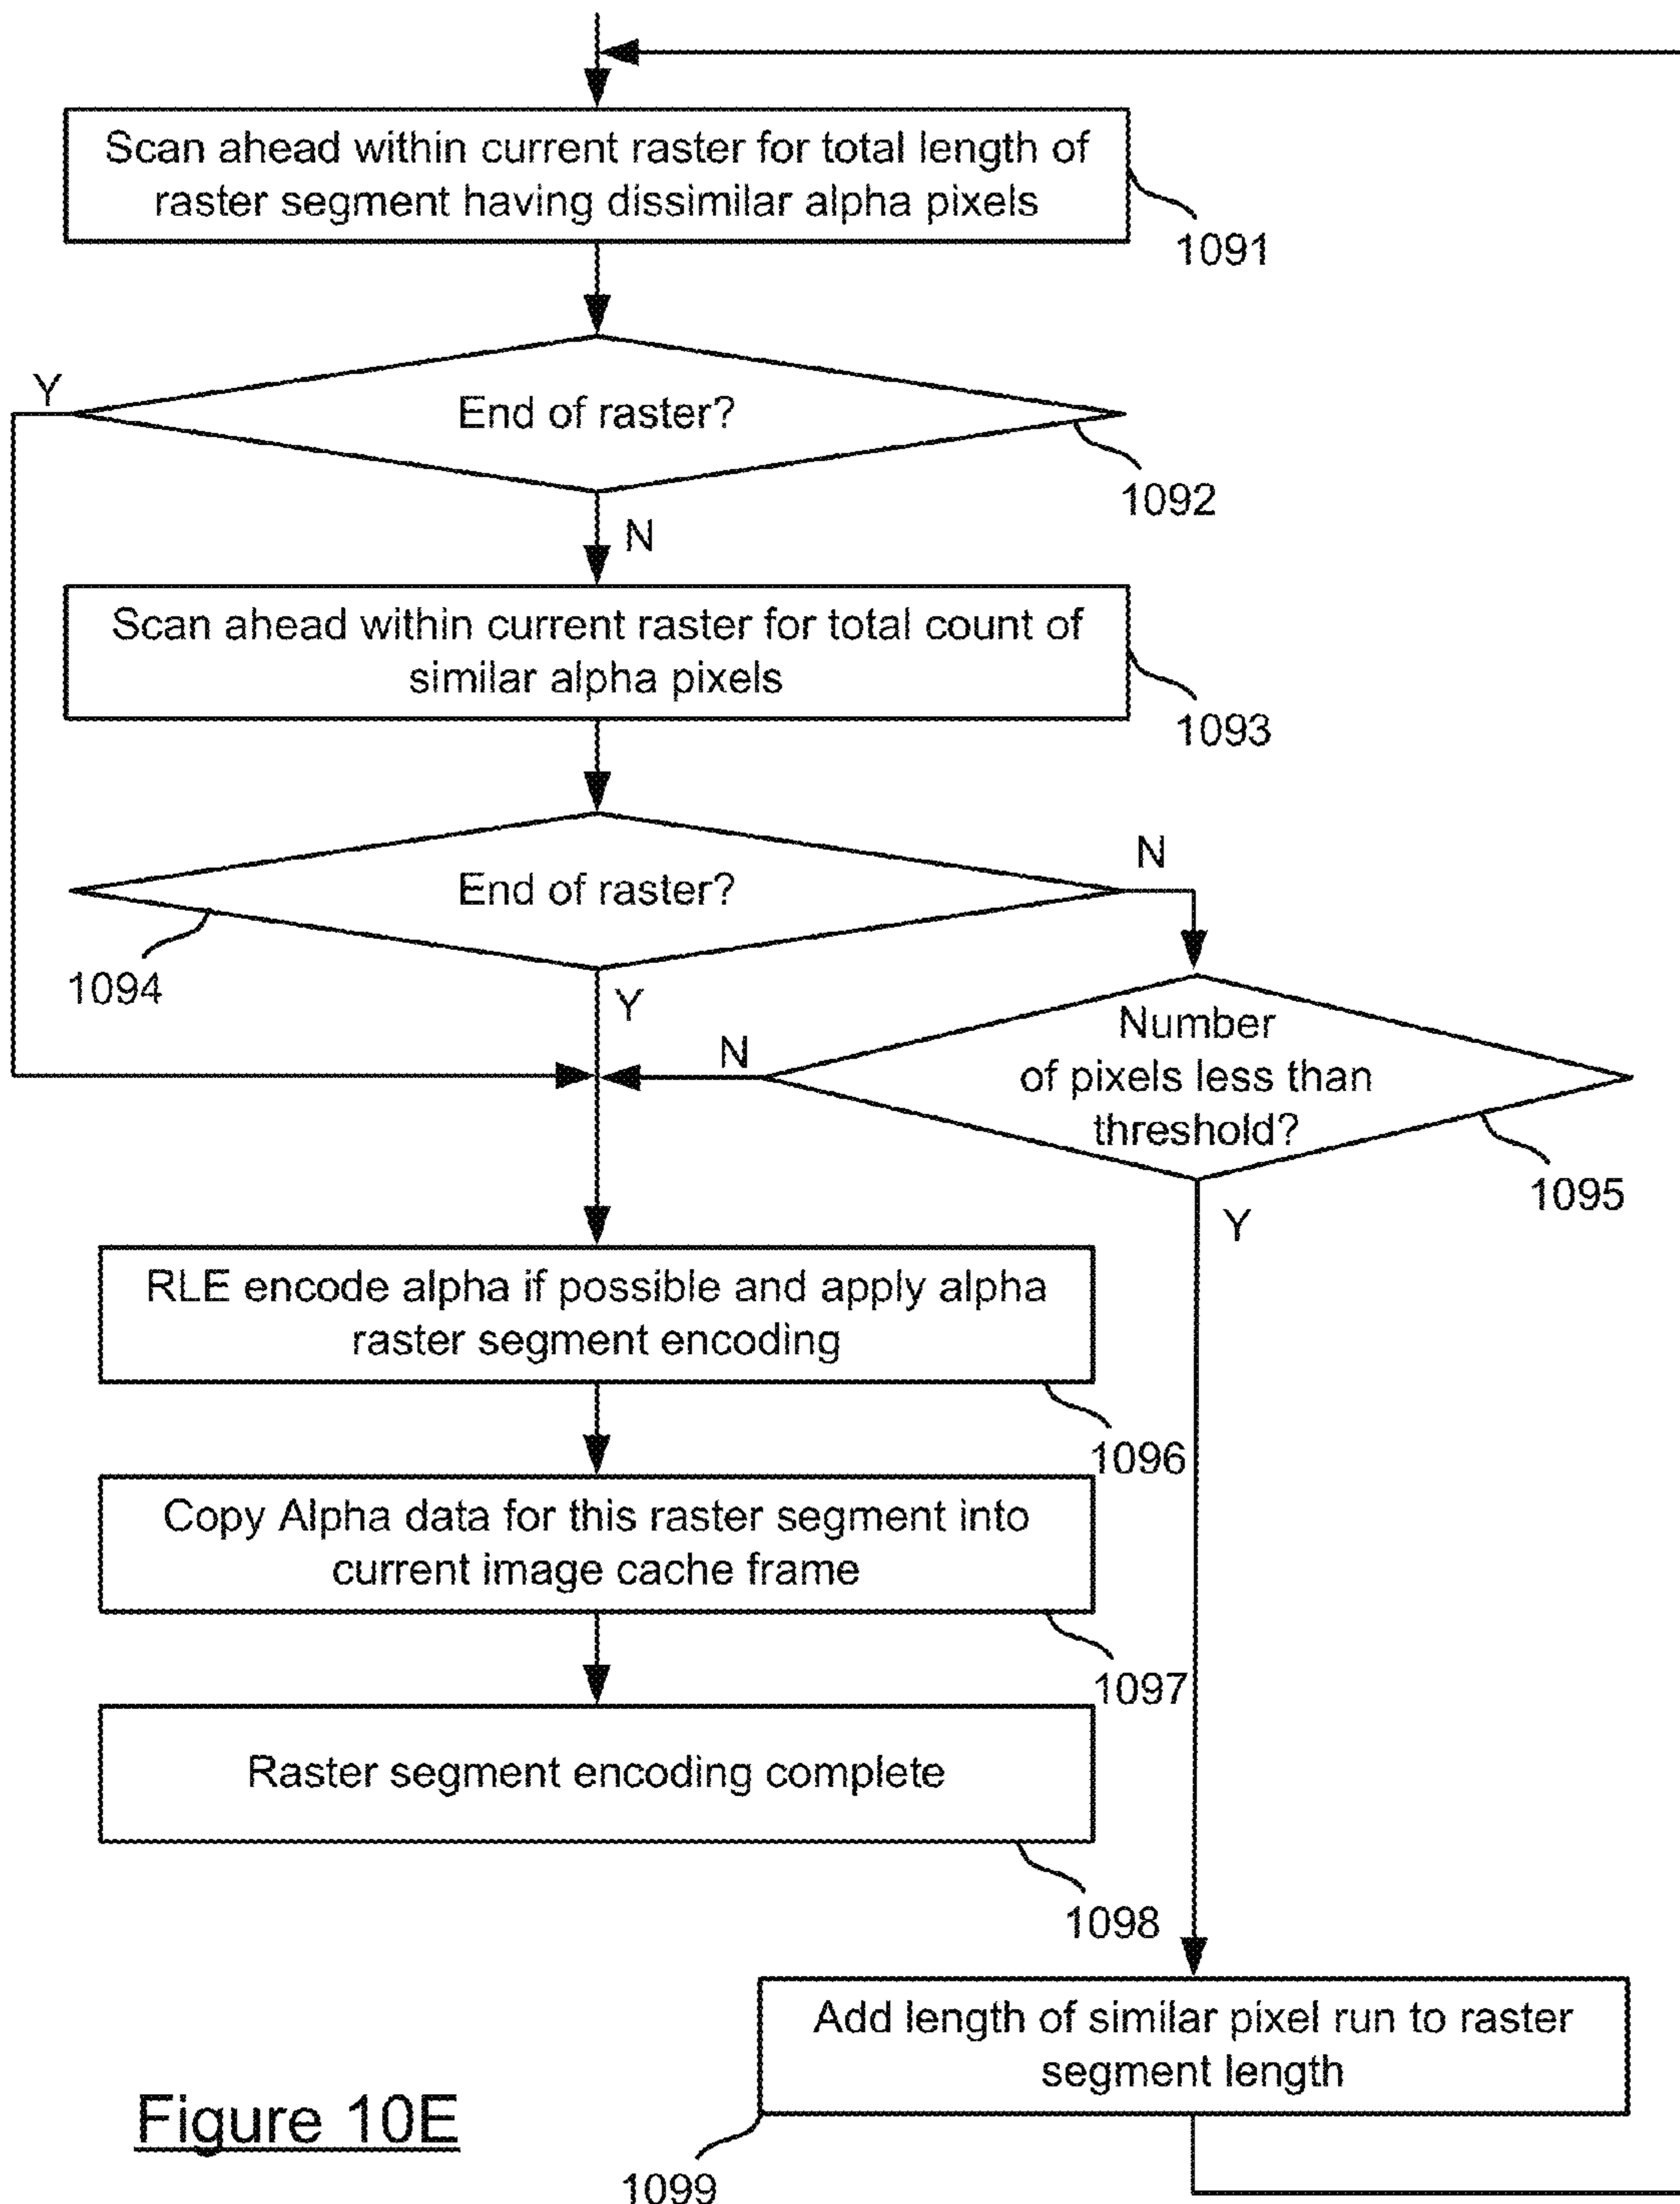 Scan ahead within current raster for total length of
raster segment having dissimilar alpha pixels
1091
Y
End of raster?
1092
N
Scan ahead within current raster for total count of
similar alpha pixels
1093
N
End of raster?
1094
Y
N
Number
of pixels less than
threshold?
1095
Y
RLE encode alpha if possible and apply alpha
raster segment encoding
1096
Copy Alpha data for this raster segment into
current image cache frame
1097
Raster segment encoding complete
1098
Add length of similar pixel run to raster
segment length
1099
Figure 10E